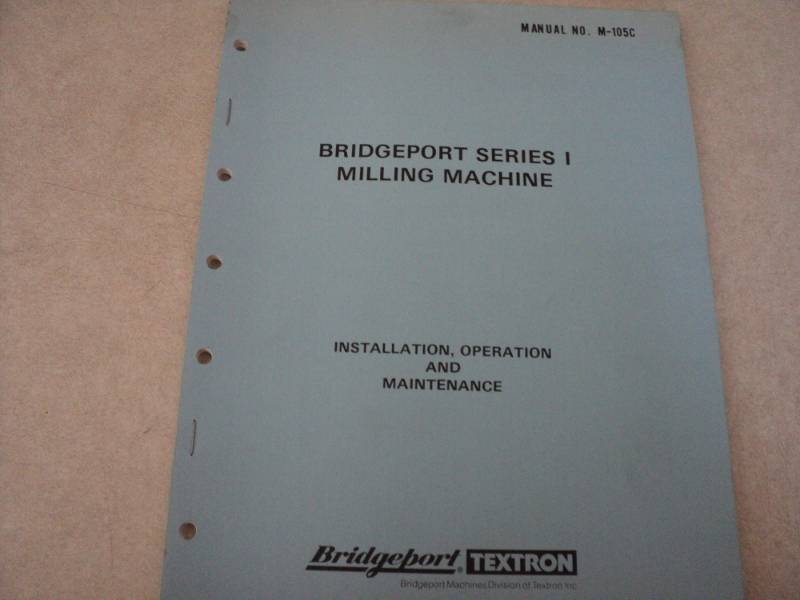 MANUAL NO. M-105C
BRIDGEPORT SERIES I
MILLING MACHINE
INSTALLATION, OPERATION
AND
MAINTENANCE
Bridgeport® TEXTRON
Bridgeport Machines Division of Textron Inc.